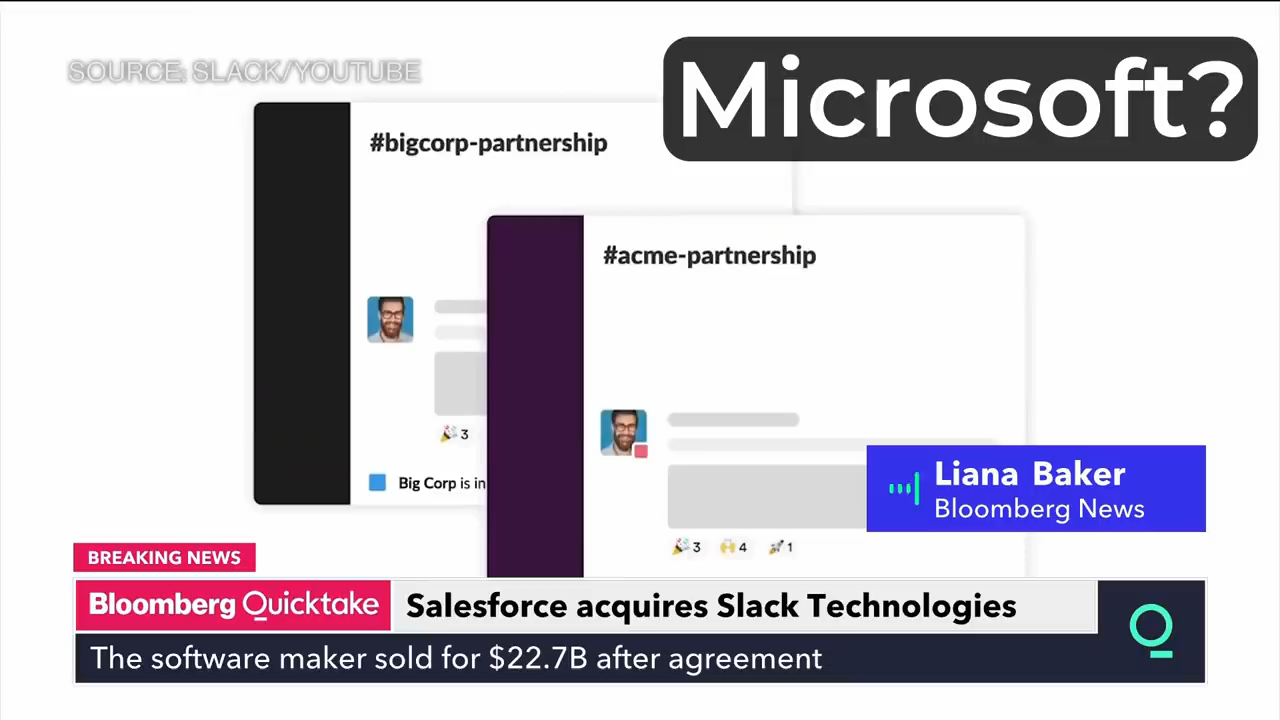 SOURCE: SLACK/YOUTUBE
Microsoft?
#bigcorp-partnership
#acme-partnership
3
Big Corp is in
3 4 1
Liana Baker
Bloomberg News
BREAKING NEWS
Bloomberg Quicktake
Salesforce acquires Slack Technologies
The software maker sold for $22.7B after agreement